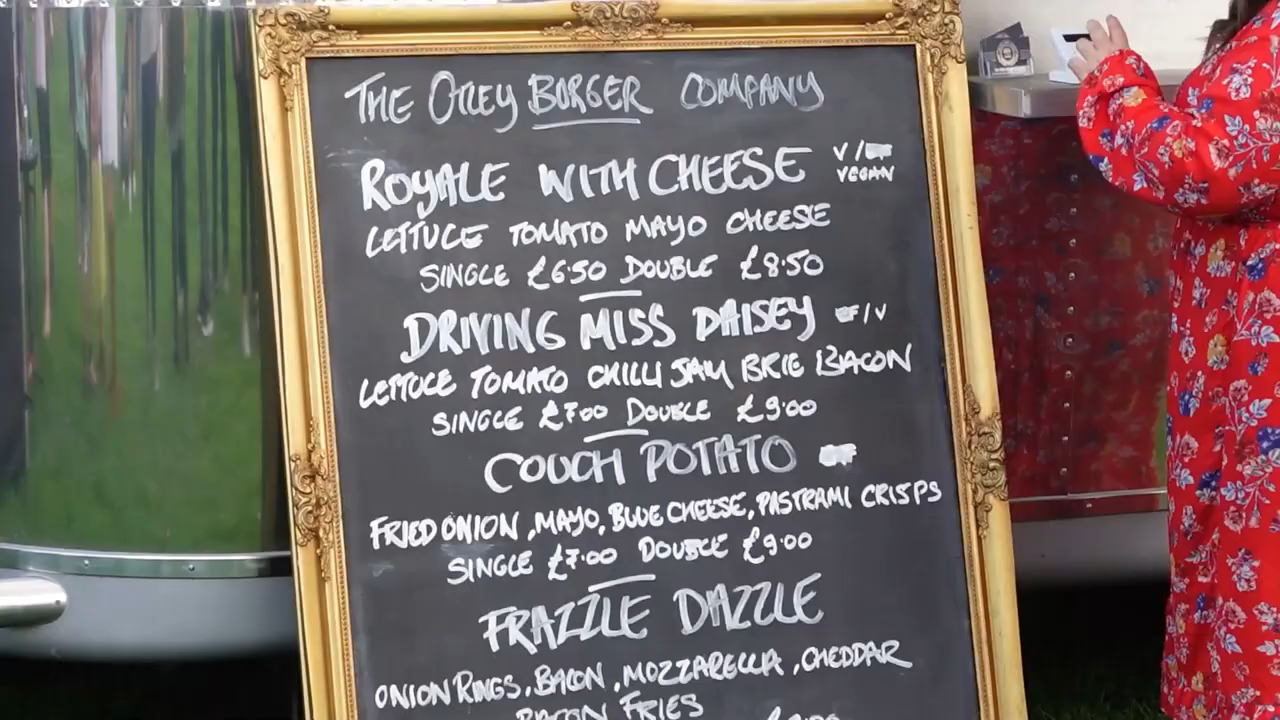 THE OTLEY BORGER COMPANY
ROYALE WITH CHEESE V/
VEGAN
LETTUCE TOMATO MAYO CHEESE
SINGLE £6.50 DOUBLE £8.50
DRIVING MISS DAISEY /V
LETTUCE TOMATO CHILLI JAM BRIE BACON
SINGLE £7.00 DOUBLE £9.00
COUCH POTATO
FRIED ONION, MAYO, BLUE CHEESE, PASTRAMI CRISPS
SINGLE £7.00 DOUBLE £9.00
FRAZZLE DAZZLE
ONION RINGS, BACON, MOZZARELLA, CHEDDAR
BACON FRIES